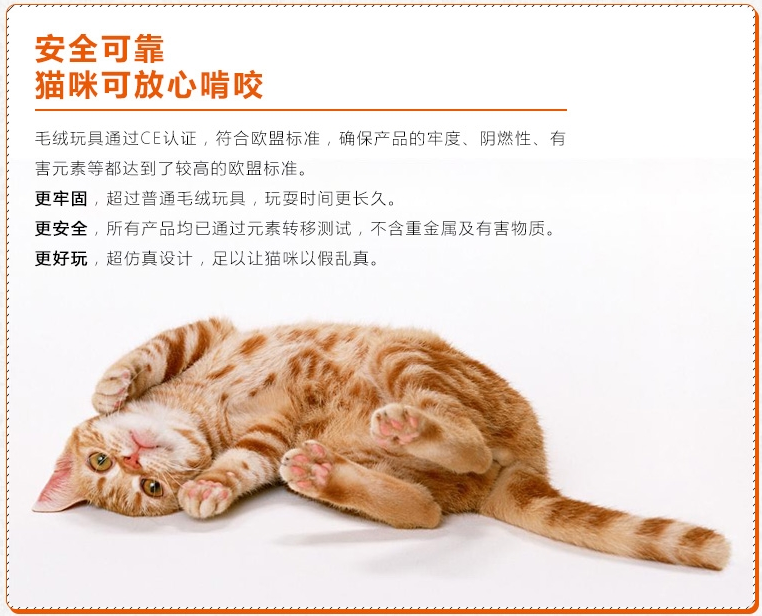 安全可靠
猫咪可放心啃咬
毛绒玩具通过CE认证，符合欧盟标准，确保产品的牢度、阴燃性、有
害元素等都达到了较高的欧盟标准。
更牢固，超过普通毛绒玩具，玩耍时间更长久。
更安全，所有产品均已通过元素转移测试，不含重金属及有害物质。
更好玩，超仿真设计，足以让猫咪以假乱真。